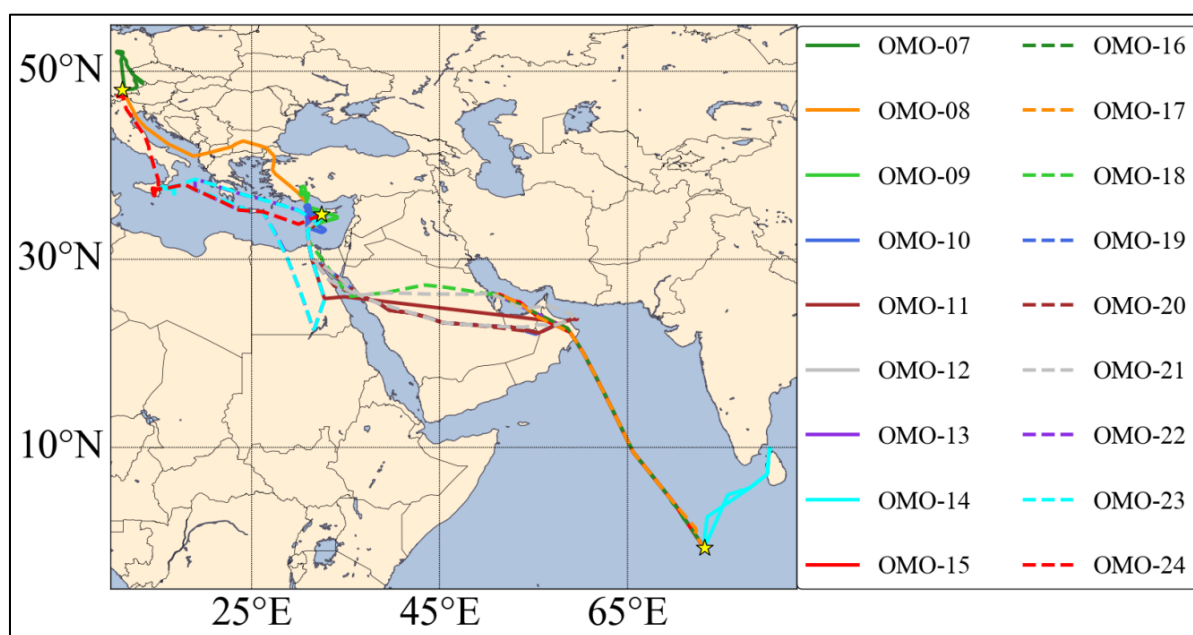 50°N
30°N
10°N
25°E 45°E 65°E
OMO-07 OMO-16
OMO-08 OMO-17
OMO-09 OMO-18
OMO-10 OMO-19
OMO-11 OMO-20
OMO-12 OMO-21
OMO-13 OMO-22
OMO-14 OMO-23
OMO-15 OMO-24